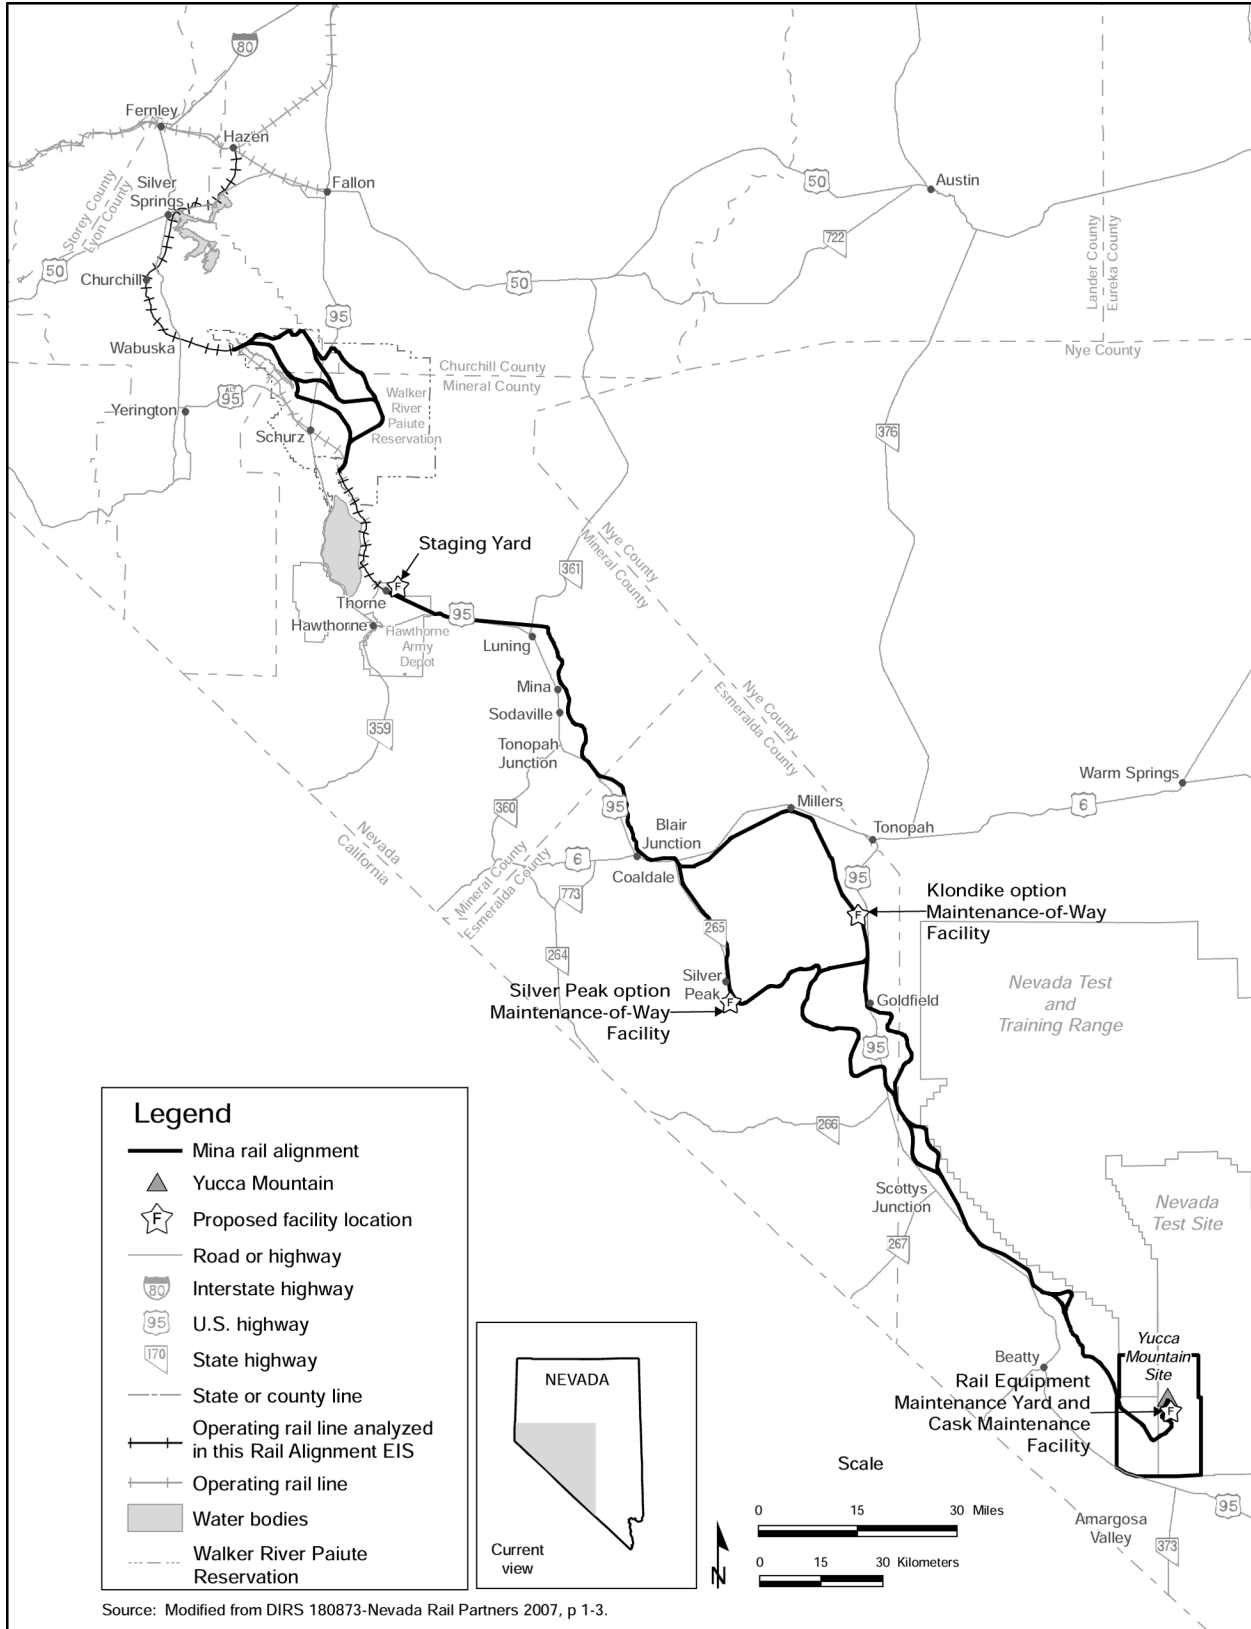 80
Fernley
Hazen
Silver
Springs
Fallon
Storey County
Lyon County
50
Austin
722
50
Churchill
50
Lander County
Eureka County
95
Wabuska
Churchill County
Mineral County
Nye County
ALT
95
Yerington
Walker
River
Paiute
Reservation
Schurz
376
Staging Yard
Nye County
Mineral County
361
Thorne
95
Hawthorne
Hawthorne
Army
Depot
Luning
Mina
Sodaville
Tonopah
Junction
359
Nye County
Esmeralda County
Warm Springs
360
95
Millers
6
Nevada
California
Blair
Junction
Tonopah
6
Coaldale
Mineral County
Esmeralda County
773
95
Klondike option
Maintenance-of-Way
Facility
F
265
264
Silver
Peak
Silver Peak option
Maintenance-of-Way
Facility
F
Goldfield
Nevada Test
and
Training Range
95
266
Scottys
Junction
267
Nevada
Test Site
Yucca
Mountain
Site
Beatty
Rail Equipment
Maintenance Yard and
Cask Maintenance
Facility
F
Amargosa
Valley
95
373
F
Legend
Mina rail alignment
Yucca Mountain
F
Proposed facility location
Road or highway
80
Interstate highway
95
U.S. highway
170
State highway
State or county line
Operating rail line analyzed
in this Rail Alignment EIS
Operating rail line
Water bodies
Walker River Paiute
Reservation
NEVADA
Current
view
N
Scale
0 15 30 Miles
0 15 30 Kilometers
Source: Modified from DIRS 180873-Nevada Rail Partners 2007, p 1-3.